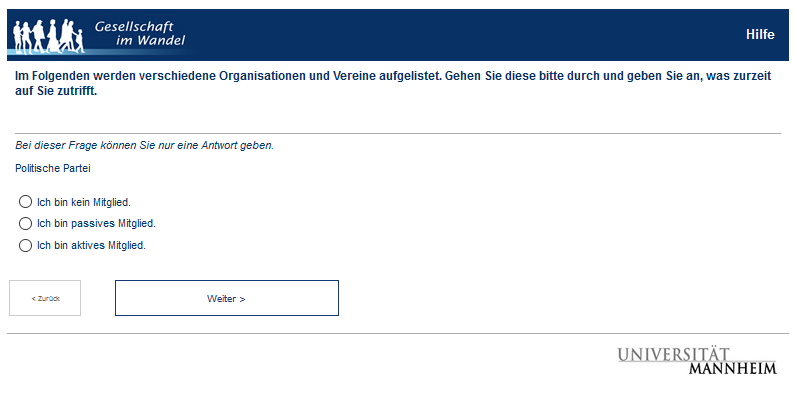 Gesellschaft
im Wandel
Hilfe
Im Folgenden werden verschiedene Organisationen und Vereine aufgelistet. Gehen Sie diese bitte durch und geben Sie an, was zurzeit
auf Sie zutrifft.
Bei dieser Frage können Sie nur eine Antwort geben.
Politische Partei
Ich bin kein Mitglied.
Ich bin passives Mitglied.
Ich bin aktives Mitglied.
< Zurück
Weiter >
UNIVERSITÄT
MANNHEIM